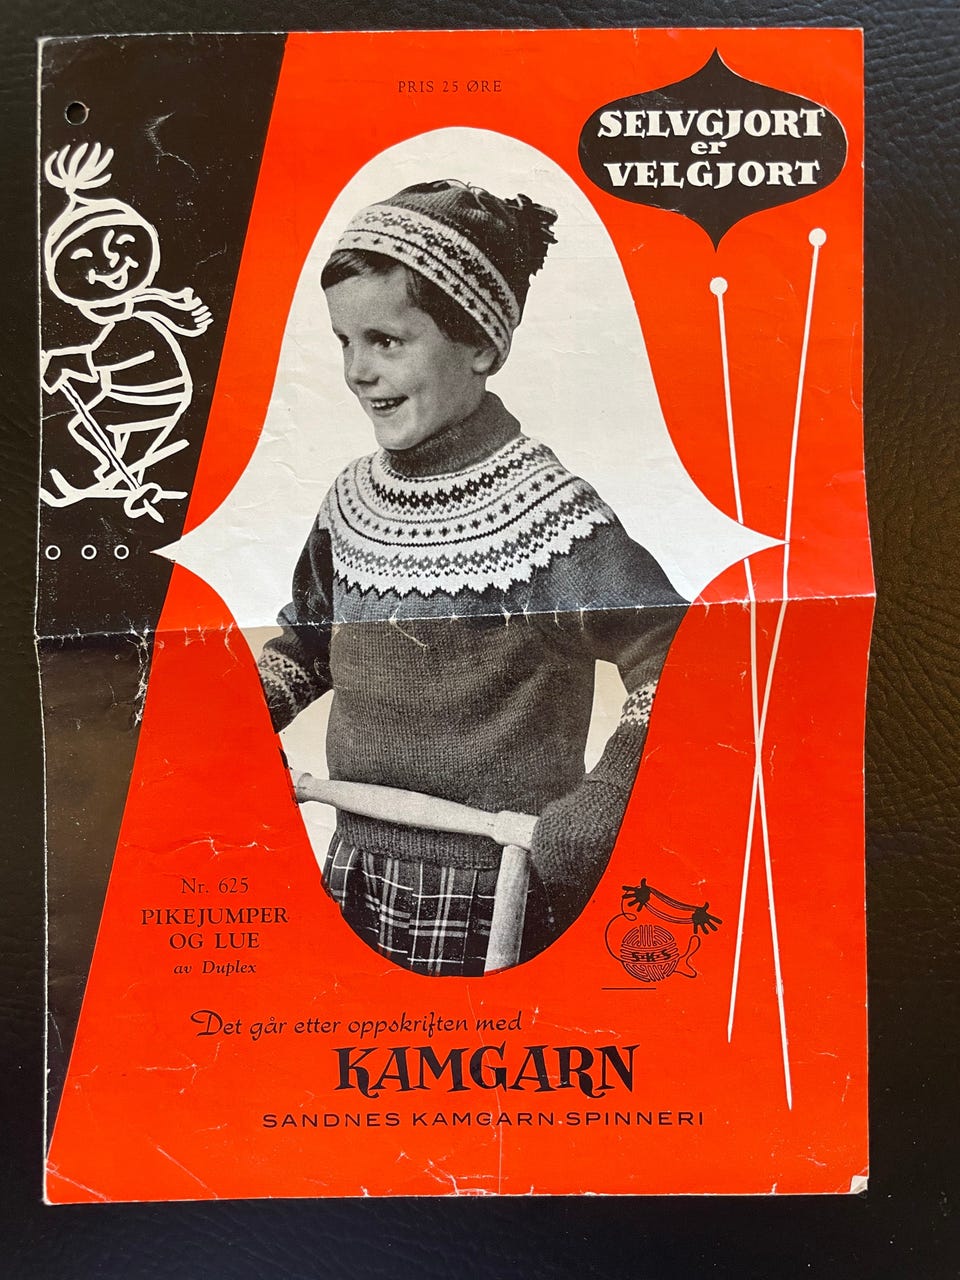 PRIS 25 ØRE
SELVGJORT
er
VELGJORT
Nr. 625
PIKEJUMPER
OG LUE
av Duplex
S·K·S
Det går etter oppskriften med
KAMGARN
SANDNES KAMGARN SPINNERI